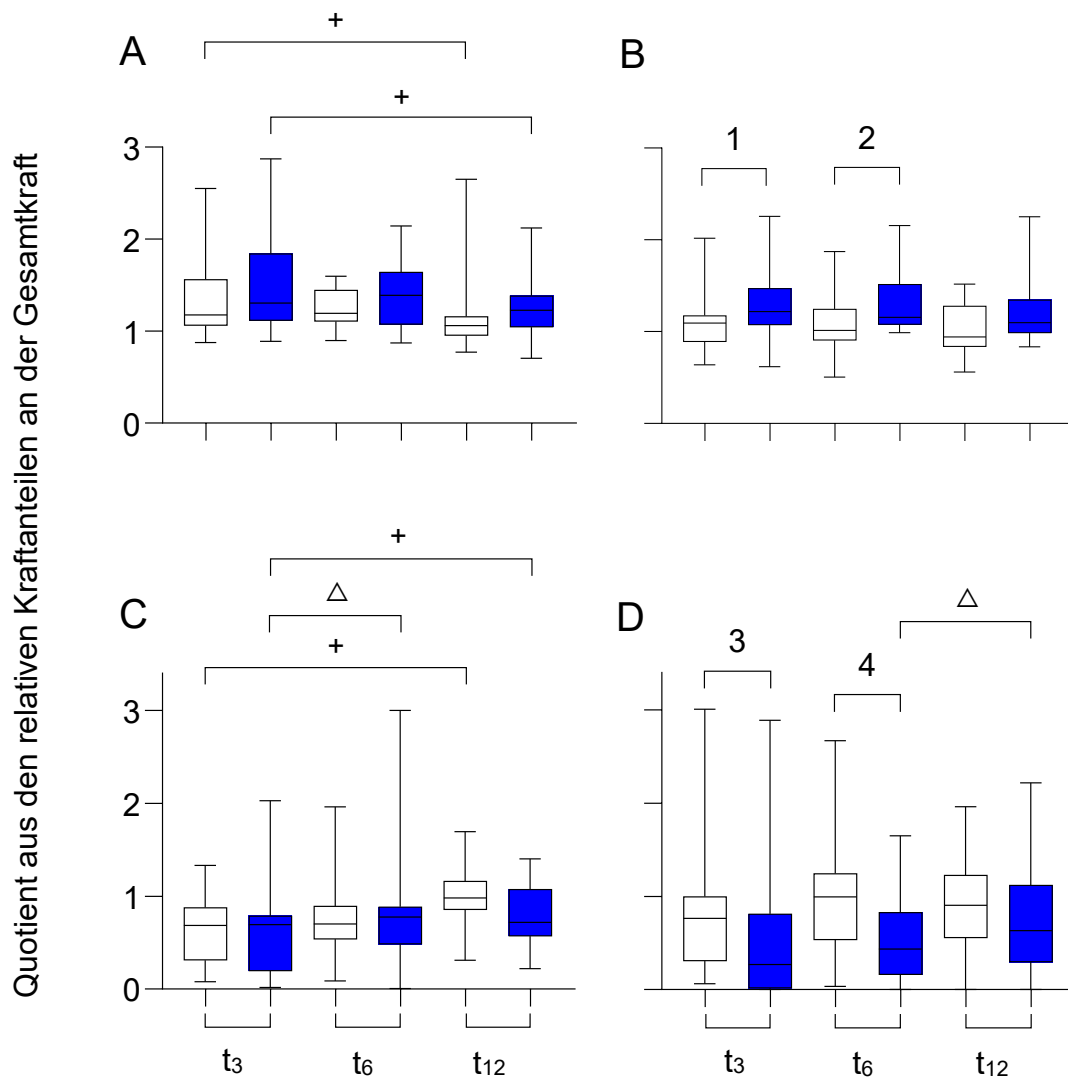 Quotient aus den relativen Kraftanteilen an der Gesamtkraft
A
+
+
3
2
1
0
B
1
2
C
+
△
+
3
2
1
0
t3
t6
t12
D
△
3
4
t3
t6
t12